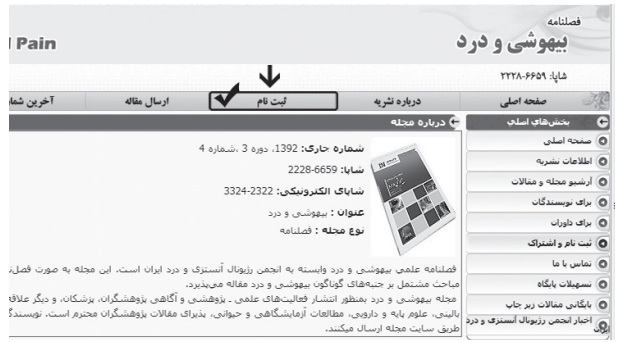 فصلنامه
بیهوشی و درد
l Pain
شاپا: ۲۲۲۸-۶۶۵۹
صفحه اصلی
درباره نشریه
ثبت نام
ارسال مقاله
آخرین شما
بخش‌های اصلی
صفحه اصلی
اطلاعات نشریه
آرشیو مجله و مقالات
برای نویسندگان
برای داوران
ثبت نام و اشتراک
تماس با ما
تسهیلات پایگاه
بایگانی مقالات زیر چاپ
اخبار انجمن رژیونال آنستزی و درد ایران
درباره مجله
شماره جاری: 1392، دوره 3 ،شماره 4
شاپا: 2228-6659
شاپای الکترونیکی: 2322-3324
عنوان : بیهوشی و درد
نوع مجله : فصلنامه
فصلنامه علمی بیهوشی و درد وابسته به انجمن رژیونال آنستزی و درد ایران است. این مجله به صورت فصلن
مباحث مشتمل بر جنبه‌های گوناگون بیهوشی و درد مقاله می‌پذیرد.
مجله بیهوشی و درد بمنظور انتشار فعالیت‌های علمی ـ پژوهشی و آگاهی پژوهشگران، پزشکان، و دیگر علاقه
بالینی، علوم پایه و دارویی، مطالعات آزمایشگاهی و حیوانی، پذیرای مقالات پژوهشگران محترم است. نویسندگ
طریق سایت مجله ارسال میکنند.